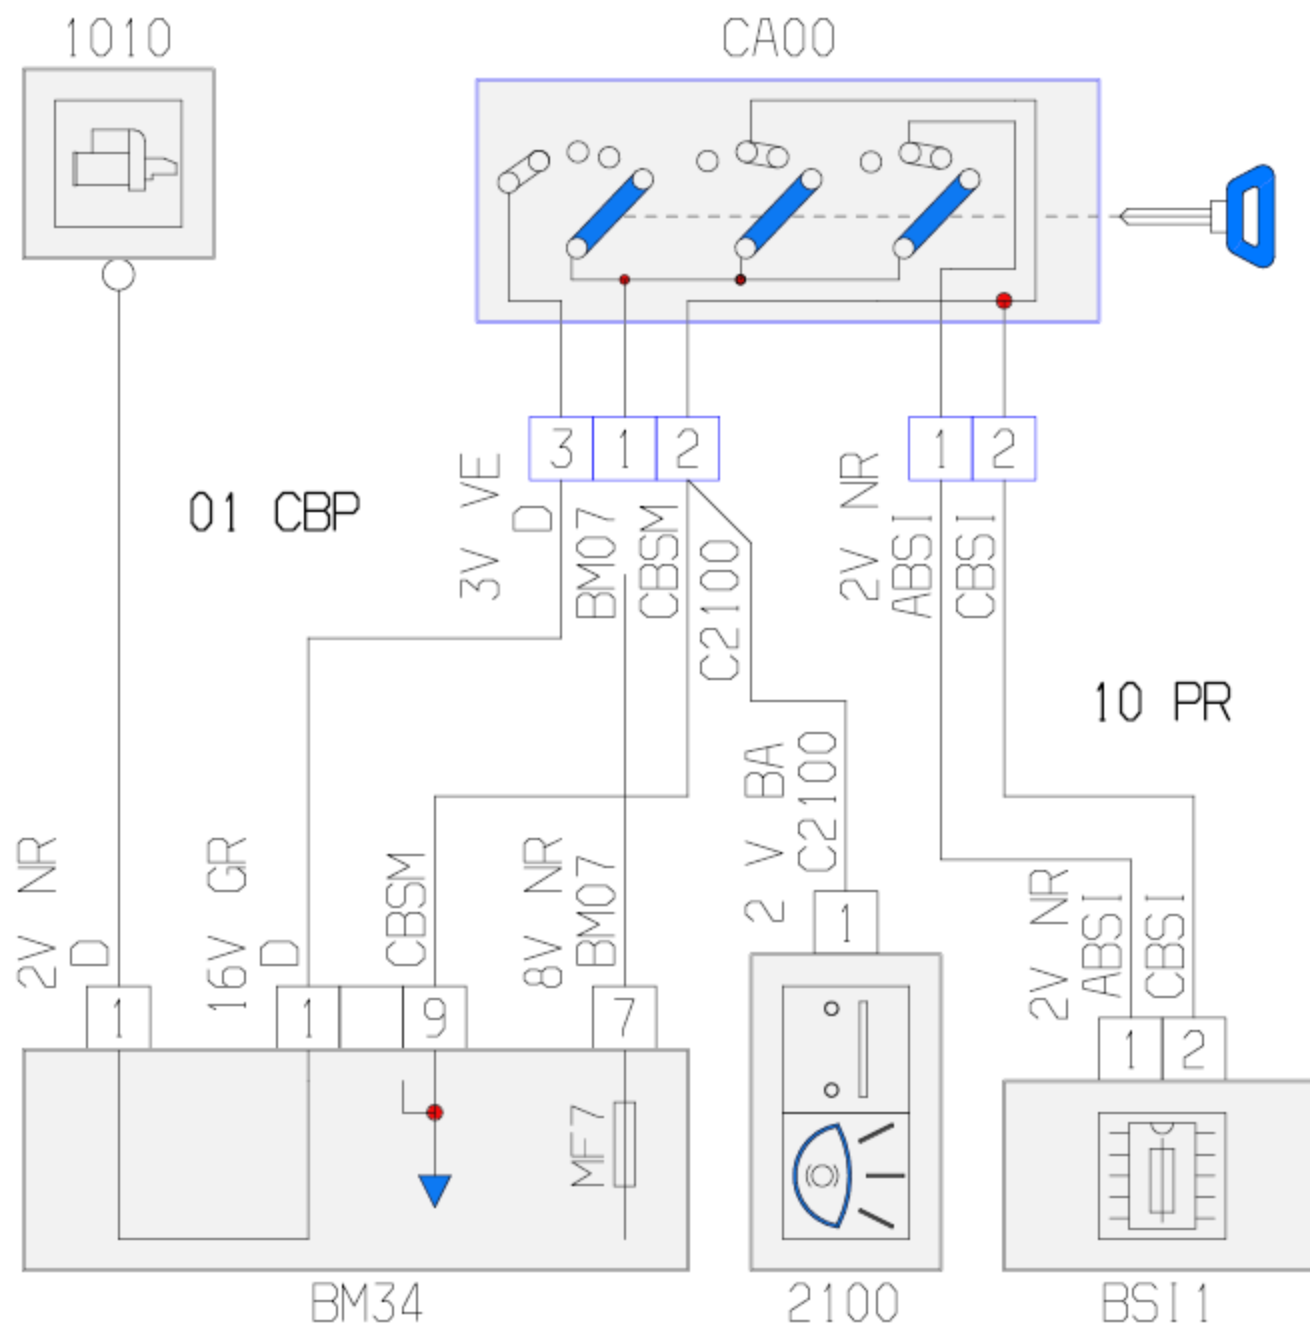 1010
CA00
3
1
2
1
2
3V VE
D
BM07
CBSM
C2100
2V NR
ABSI
CBSI
01 CBP
10 PR
2V NR
D
16V GR
D
CBSM
8V NR
BM07
2 V BA
C2100
2V NR
ABSI
CBSI
1
1
9
7
1
1
2
MF7
BM34
2100
BSI1